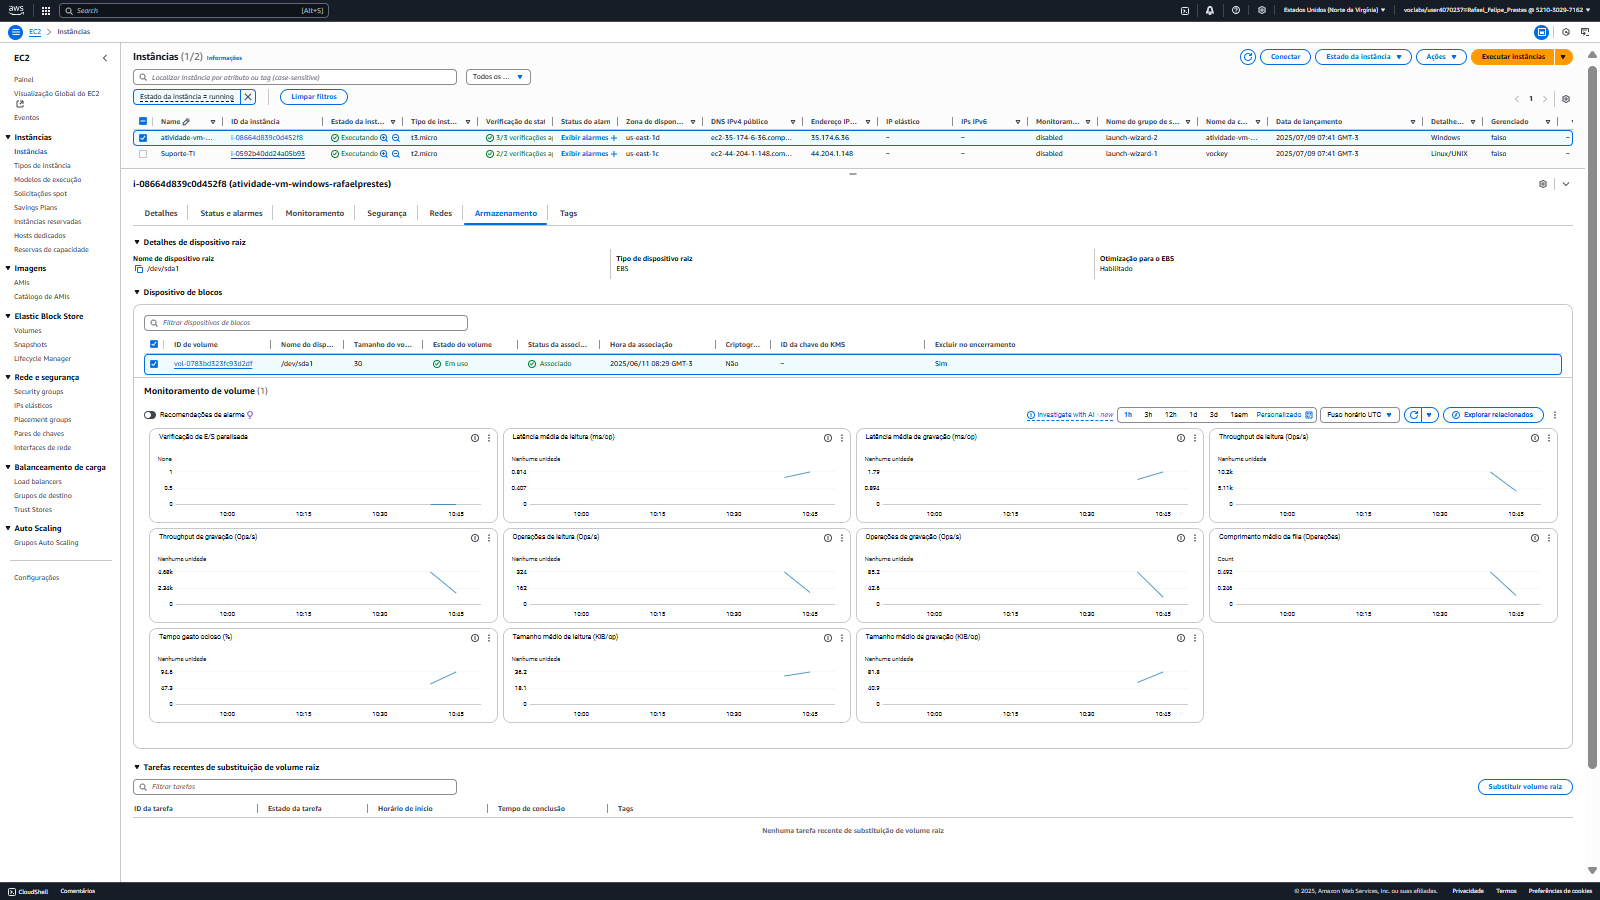 aws Search [Alt+S] Estados Unidos (Norte da Virgínia) voclabs/user4070237=Rafael_Felipe_Prestes @ 5210-3029-7162
EC2 > Instâncias
EC2
Painel
Visualização Global do EC2
Eventos
Instâncias
Instâncias
Tipos de instância
Modelos de execução
Solicitações spot
Savings Plans
Instâncias reservadas
Hosts dedicados
Reservas de capacidade
Imagens
AMIs
Catálogo de AMIs
Elastic Block Store
Volumes
Snapshots
Lifecycle Manager
Rede e segurança
Security groups
IPs elásticos
Placement groups
Pares de chaves
Interfaces de rede
Balanceamento de carga
Load balancers
Grupos de destino
Trust Stores
Auto Scaling
Grupos Auto Scaling
Configurações
Instâncias (1/2) Informações Conectar Estado da instância Ações Executar instâncias
Localizar Instância por atributo ou tag (case-sensitive) Todos os ...
Estado da instância = running Limpar filtros 1
Name ID da instância Estado da inst... Tipo de inst... Verificação de stat Status do alarm Zona de dispon... DNS IPv4 público Endereço IP... IP elástico IPs IPv6 Monitoram... Nome do grupo de s... Nome da c... Data de lançamento Detalhe... Gerenciado
atividade-vm-... i-08664d839c0d452f8 Executando t3.micro 3/3 verificações a Exibir alarmes + us-east-1d ec2-35-174-6-36.comp... 35.174.6.36 – – disabled launch-wizard-2 atividade-vm-... 2025/07/09 07:41 GMT-3 Windows falso –
Suporte-TI i-0592b40dd24a05b93 Executando t2.micro 2/2 verificações a Exibir alarmes + us-east-1c ec2-44-204-1-148.com... 44.204.1.148 – – disabled launch-wizard-1 vockey 2025/07/09 07:41 GMT-3 Linux/UNIX falso –
i-08664d839c0d452f8 (atividade-vm-windows-rafaelprestes)
Detalhes Status e alarmes Monitoramento Segurança Redes Armazenamento Tags
Detalhes de dispositivo raiz
Nome de dispositivo raiz Tipo de dispositivo raiz Otimização para o EBS
/dev/sda1 EBS Habilitado
Dispositivo de blocos
Filtrar dispositivos de blocos
ID de volume Nome do disp... Tamanho do vo... Estado do volume Status da associ... Hora da associação Criptogr... ID da chave do KMS Excluir no encerramento
vol-0783bd323fc93d2df /dev/sda1 30 Em uso Associado 2025/06/11 08:29 GMT-3 Não – Sim
Monitoramento de volume (1)
Recomendações de alarme Investigate with AI - new 1h 3h 12h 1d 3d 1sem Personalizado Fuso horário UTC Explorar relacionados
Verificação de E/S paralisada
None
1
0.5
0
10:00 10:15 10:30 10:45
Latência média de leitura (ms/op)
Nenhuma unidade
0.814
0.407
0
10:00 10:15 10:30 10:45
Latência média de gravação (ms/op)
Nenhuma unidade
1.79
0.894
0
10:00 10:15 10:30 10:45
Throughput de leitura (Ops/s)
Nenhuma unidade
10.2k
5.11k
0
10:00 10:15 10:30 10:45
Throughput de gravação (Ops/s)
Nenhuma unidade
4.68k
2.34k
0
10:00 10:15 10:30 10:45
Operações de leitura (Ops/s)
Nenhuma unidade
324
162
0
10:00 10:15 10:30 10:45
Operações de gravação (Ops/s)
Nenhuma unidade
85.2
42.6
0
10:00 10:15 10:30 10:45
Comprimento médio da fila (Operações)
Count
0.492
0.246
0
10:00 10:15 10:30 10:45
Tempo gasto ocioso (%)
Nenhuma unidade
94.6
47.3
0
10:00 10:15 10:30 10:45
Tamanho médio de leitura (KiB/op)
Nenhuma unidade
36.2
18.1
0
10:00 10:15 10:30 10:45
Tamanho médio de gravação (KiB/op)
Nenhuma unidade
81.8
40.9
0
10:00 10:15 10:30 10:45
Tarefas recentes de substituição de volume raiz
Filtrar tarefas Substituir volume raiz
ID da tarefa Estado da tarefa Horário de início Tempo de conclusão Tags
Nenhuma tarefa recente de substituição de volume raiz
CloudShell Comentários © 2025, Amazon Web Services, Inc. ou suas afiliadas. Privacidade Termos Preferências de cookies